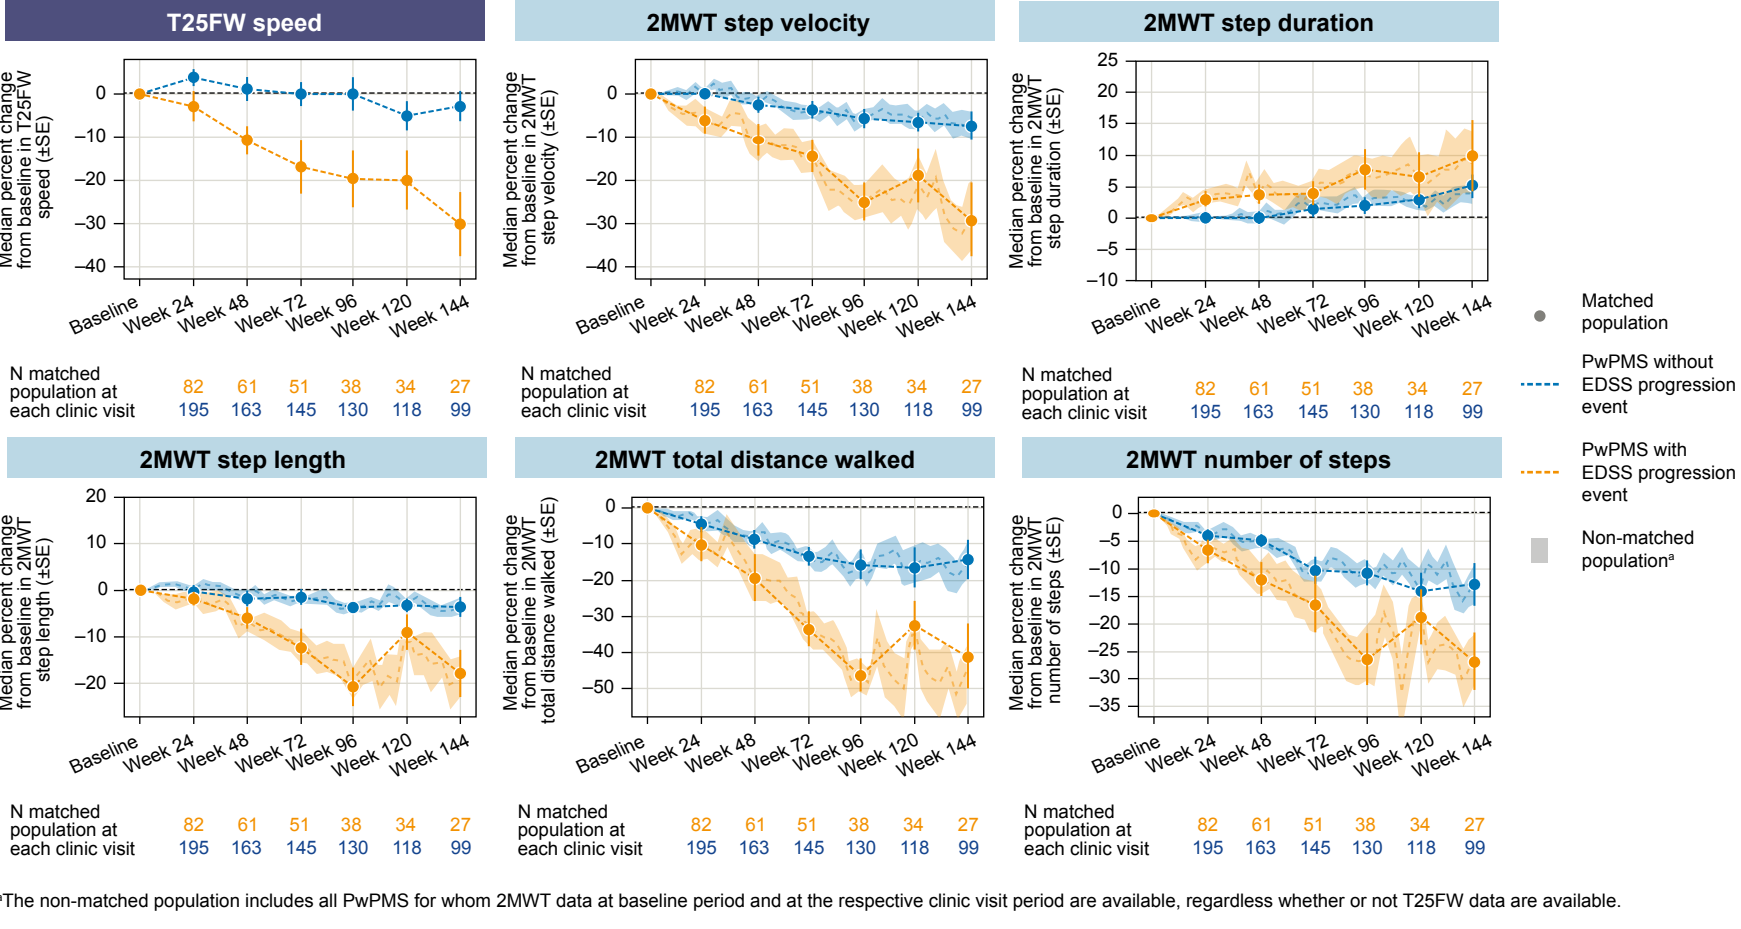 T25FW speed
Median percent change
from baseline in T25FW
speed (±SE)
0
–10
–20
–30
–40
Baseline
Week 24
Week 48
Week 72
Week 96
Week 120
Week 144
N matched
population at
each clinic visit
82 61 51 38 34 27
195 163 145 130 118 99
2MWT step velocity
Median percent change
from baseline in 2MWT
step velocity (±SE)
0
–10
–20
–30
–40
Baseline
Week 24
Week 48
Week 72
Week 96
Week 120
Week 144
N matched
population at
each clinic visit
82 61 51 38 34 27
195 163 145 130 118 99
2MWT step duration
Median percent change
from baseline in 2MWT
step duration (±SE)
25
20
15
10
5
0
–5
–10
Baseline
Week 24
Week 48
Week 72
Week 96
Week 120
Week 144
N matched
population at
each clinic visit
82 61 51 38 34 27
195 163 145 130 118 99
2MWT step length
Median percent change
from baseline in 2MWT
step length (±SE)
20
10
0
–10
–20
Baseline
Week 24
Week 48
Week 72
Week 96
Week 120
Week 144
N matched
population at
each clinic visit
82 61 51 38 34 27
195 163 145 130 118 99
2MWT total distance walked
Median percent change
from baseline in 2MWT
total distance walked (±SE)
0
–10
–20
–30
–40
–50
Baseline
Week 24
Week 48
Week 72
Week 96
Week 120
Week 144
N matched
population at
each clinic visit
82 61 51 38 34 27
195 163 145 130 118 99
2MWT number of steps
Median percent change
from baseline in 2MWT
number of steps (±SE)
0
–5
–10
–15
–20
–25
–30
–35
Baseline
Week 24
Week 48
Week 72
Week 96
Week 120
Week 144
N matched
population at
each clinic visit
82 61 51 38 34 27
195 163 145 130 118 99
Matched
population
PwPMS without
EDSS progression
event
PwPMS with
EDSS progression
event
Non-matched
populationᵃ
ᵃThe non-matched population includes all PwPMS for whom 2MWT data at baseline period and at the respective clinic visit period are available, regardless whether or not T25FW data are available.